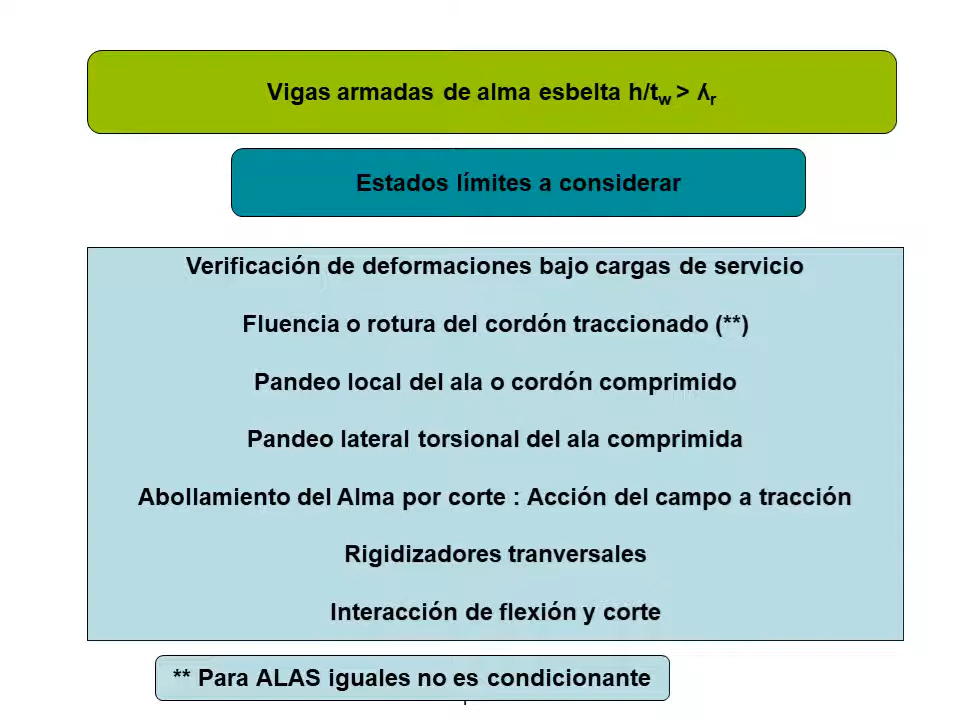 Vigas armadas de alma esbelta h/tw > ʎr
Estados límites a considerar
Verificación de deformaciones bajo cargas de servicio
Fluencia o rotura del cordón traccionado (**)
Pandeo local del ala o cordón comprimido
Pandeo lateral torsional del ala comprimida
Abollamiento del Alma por corte : Acción del campo a tracción
Rigidizadores tranversales
Interacción de flexión y corte
** Para ALAS iguales no es condicionante